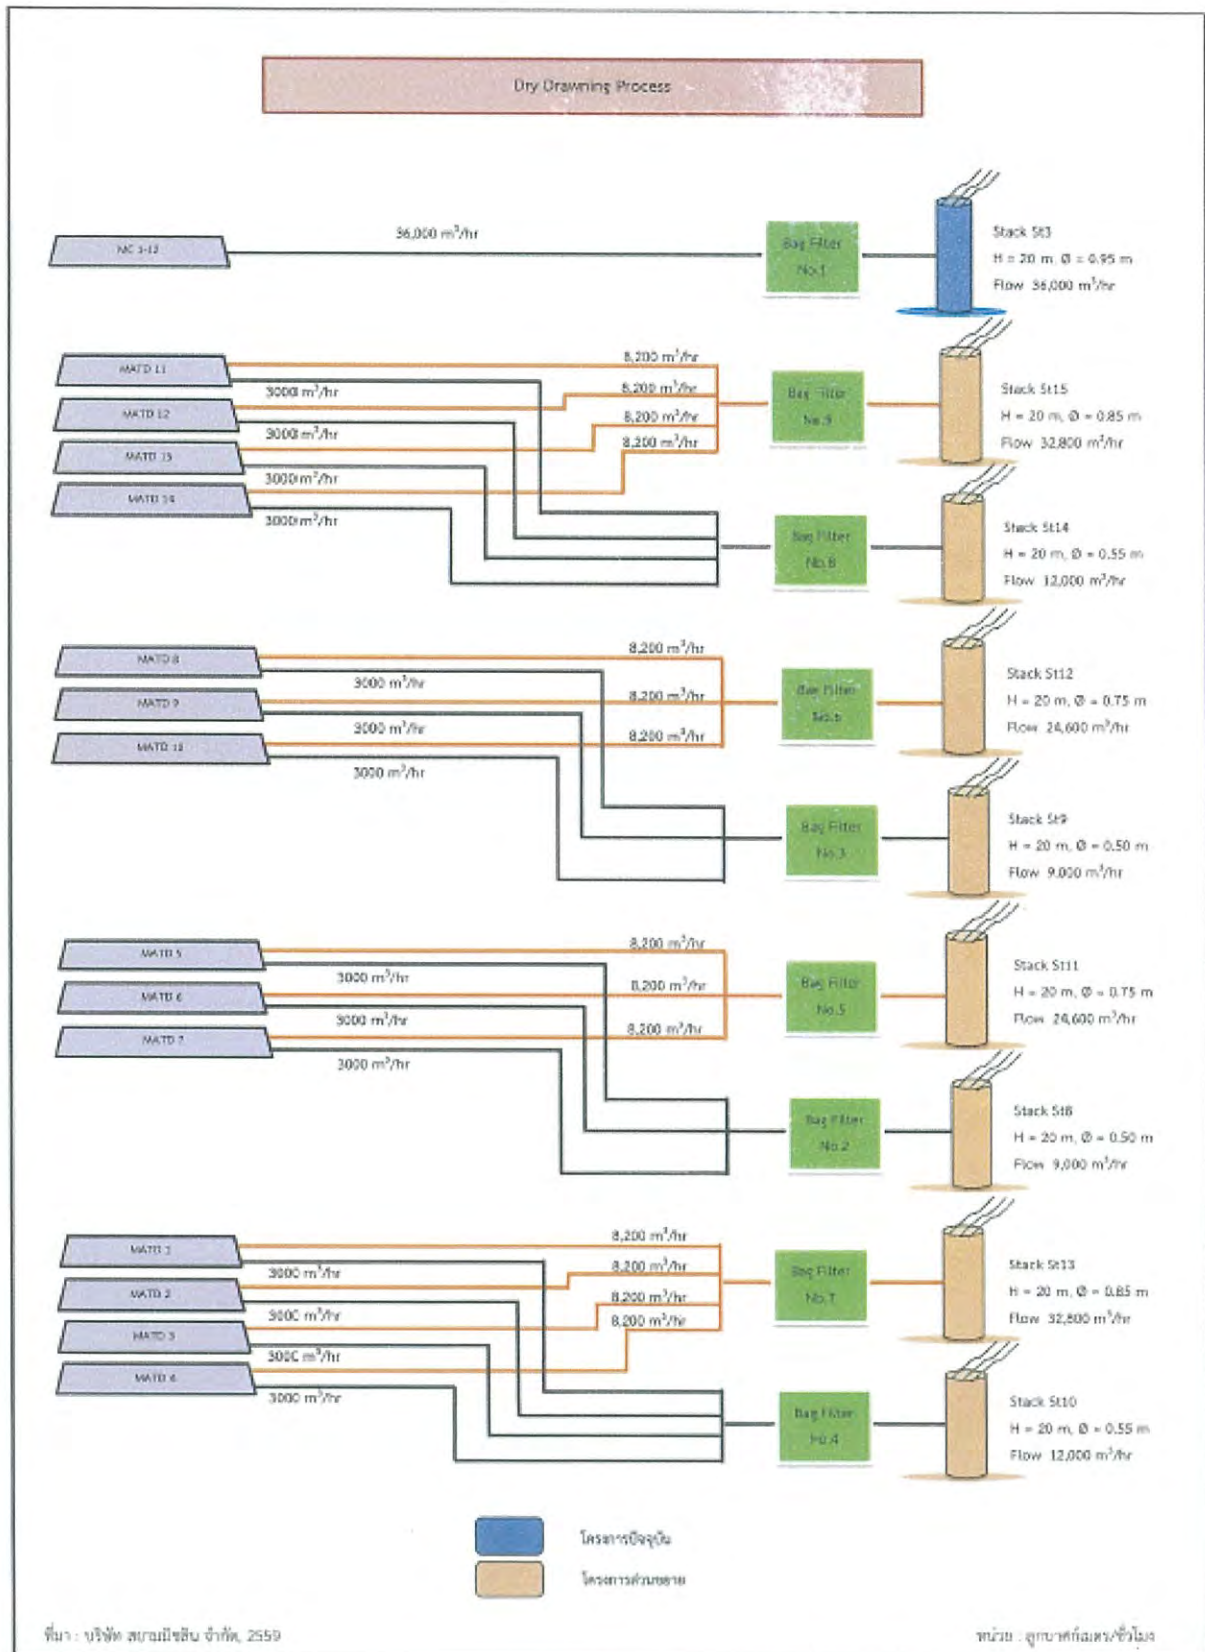 Dry Drawning Process
36,000 m³/hr
MC 1-12
Bag Filter
No.1
Stack St3
H = 20 m, Ø = 0.95 m
Flow 36,000 m³/hr
MATD 11
8,200 m³/hr
3000 m³/hr
MATD 12
8,200 m³/hr
3000 m³/hr
MATD 13
8,200 m³/hr
3000 m³/hr
MATD 14
8,200 m³/hr
3000 m³/hr
Bag Filter
No.9
Stack St15
H = 20 m, Ø = 0.85 m
Flow 32,800 m³/hr
Bag Filter
No.8
Stack St14
H = 20 m, Ø = 0.55 m
Flow 12,000 m³/hr
MATD 8
8,200 m³/hr
3000 m³/hr
MATD 9
8,200 m³/hr
3000 m³/hr
MATD 10
8,200 m³/hr
3000 m³/hr
Bag Filter
No.6
Stack St12
H = 20 m, Ø = 0.75 m
Flow 24,600 m³/hr
Bag Filter
No.3
Stack St9
H = 20 m, Ø = 0.50 m
Flow 9,000 m³/hr
MATD 5
8,200 m³/hr
3000 m³/hr
MATD 6
8,200 m³/hr
3000 m³/hr
MATD 7
8,200 m³/hr
3000 m³/hr
Bag Filter
No.5
Stack St11
H = 20 m, Ø = 0.75 m
Flow 24,600 m³/hr
Bag Filter
No.2
Stack St8
H = 20 m, Ø = 0.50 m
Flow 9,000 m³/hr
MATD 1
8,200 m³/hr
3000 m³/hr
MATD 2
8,200 m³/hr
3000 m³/hr
MATD 3
8,200 m³/hr
3000 m³/hr
MATD 4
8,200 m³/hr
3000 m³/hr
Bag Filter
No.7
Stack St13
H = 20 m, Ø = 0.85 m
Flow 32,800 m³/hr
Bag Filter
No.4
Stack St10
H = 20 m, Ø = 0.55 m
Flow 12,000 m³/hr
โครงการปัจจุบัน
โครงการส่วนขยาย
ที่มา : บริษัท สยามมิชลิน จำกัด, 2559
หน่วย : ลูกบาศก์เมตร/ชั่วโมง